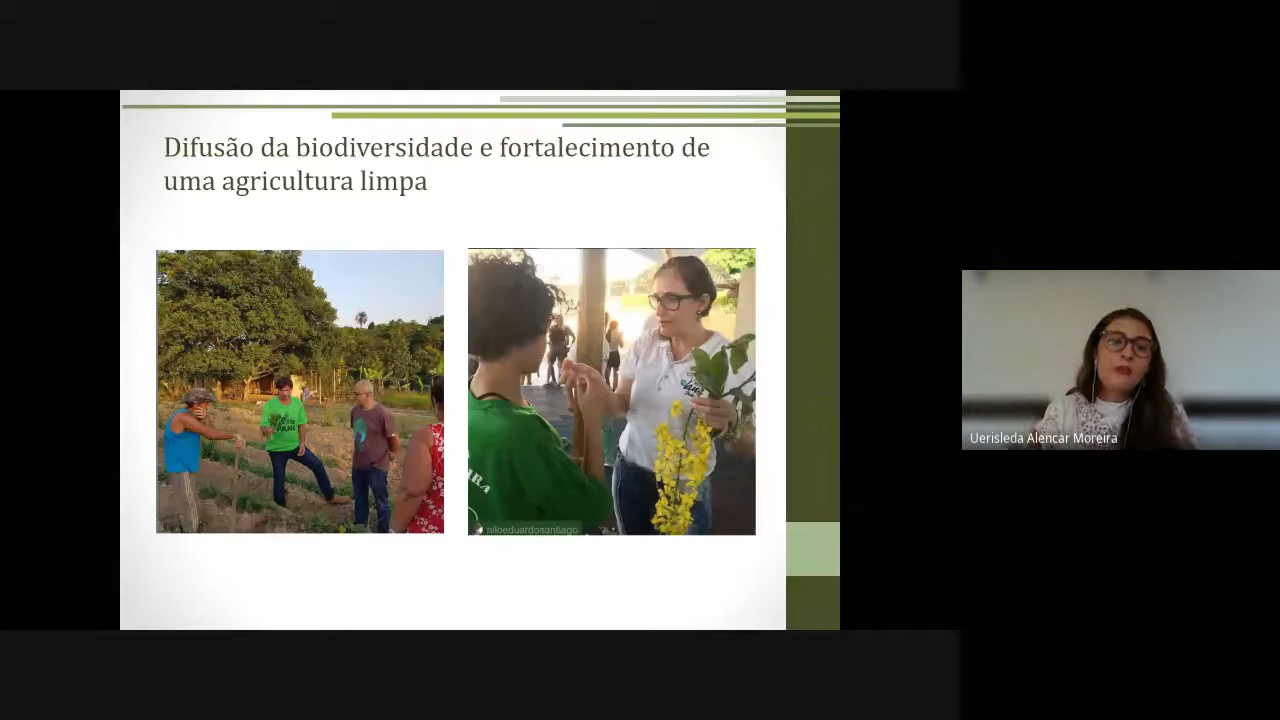 Difusão da biodiversidade e fortalecimento de
uma agricultura limpa
niloeduardosantiago
Uerisleda Alencar Moreira